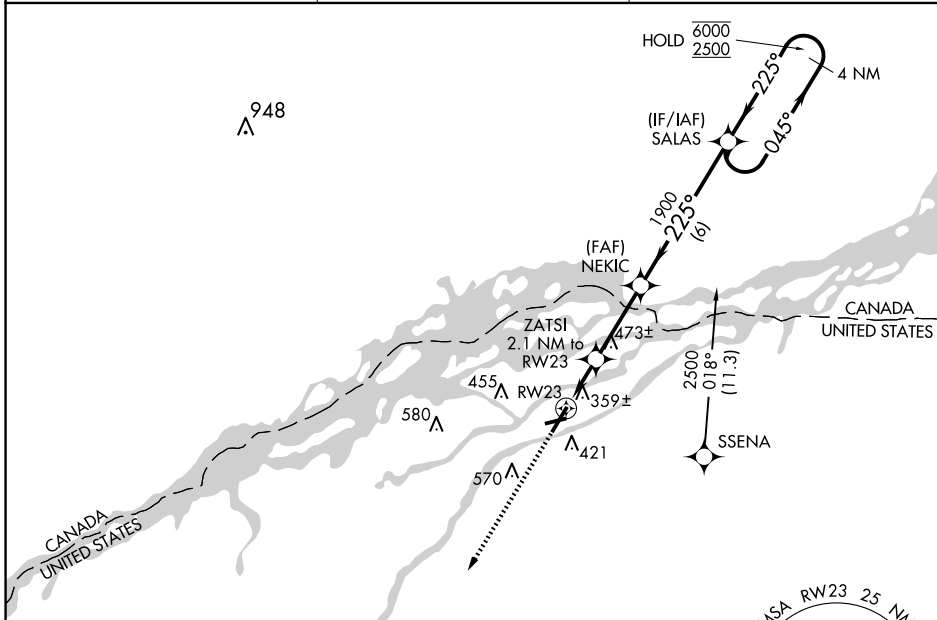 HOLD 6000
2500
4 NM
225°
045°
948
(IF/IAF)
SALAS
1900
225°
(6)
(FAF)
NEKIC
CANADA
UNITED STATES
ZATSI
2.1 NM to
RW23
473±
2500
018°
(11.3)
455
RW23
359±
580
421
SSENA
570
CANADA
UNITED STATES
MSA RW23 25 NM